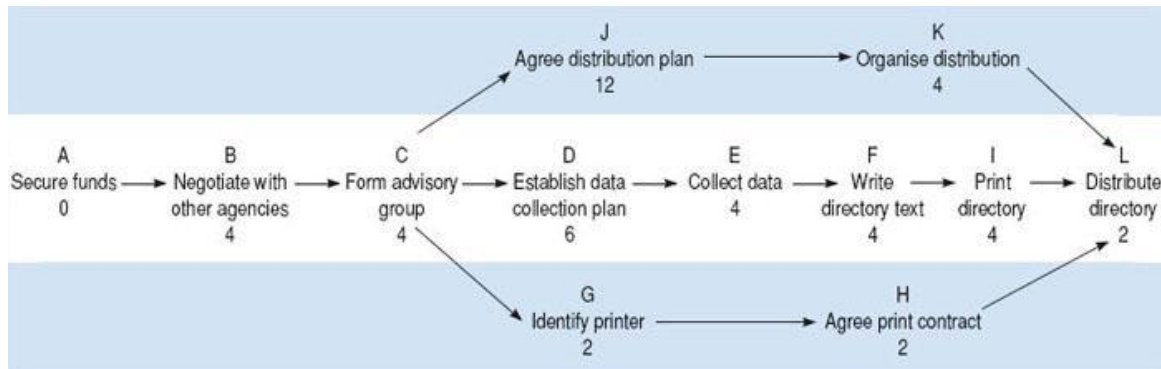 J
Agree distribution plan
12
K
Organise distribution
4
A
Secure funds
0
B
Negotiate with
other agencies
4
C
Form advisory
group
4
D
Establish data
collection plan
6
E
Collect data
4
F
Write
directory text
4
I
Print
directory
4
L
Distribute
directory
2
G
Identify printer
2
H
Agree print contract
2